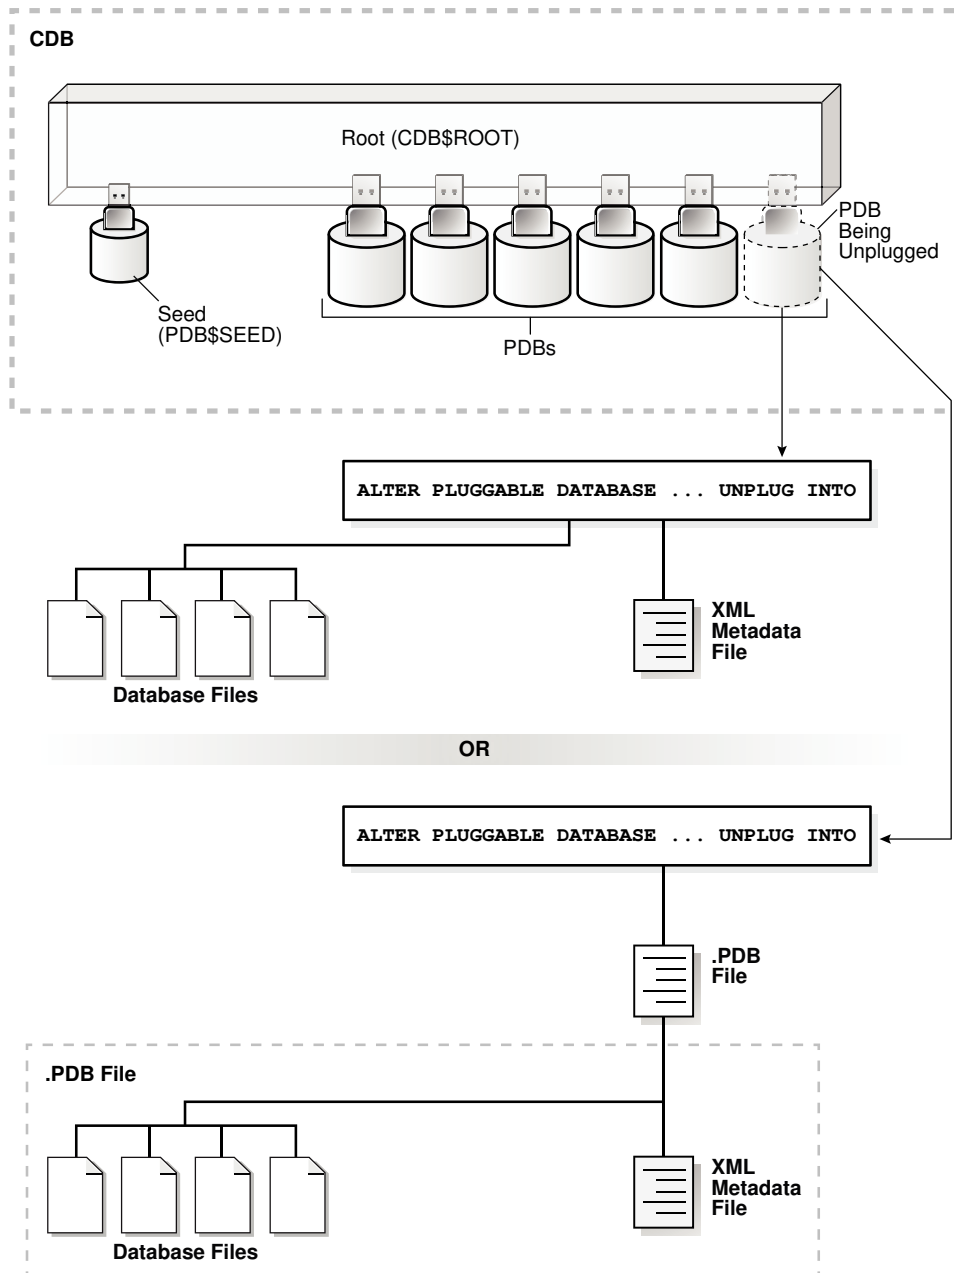 CDB
Root (CDB$ROOT)
PDB
Being
Unplugged
Seed
(PDB$SEED)
PDBs
ALTER PLUGGABLE DATABASE ... UNPLUG INTO
XML
Metadata
File
Database Files
OR
ALTER PLUGGABLE DATABASE ... UNPLUG INTO
.PDB
File
.PDB File
XML
Metadata
File
Database Files